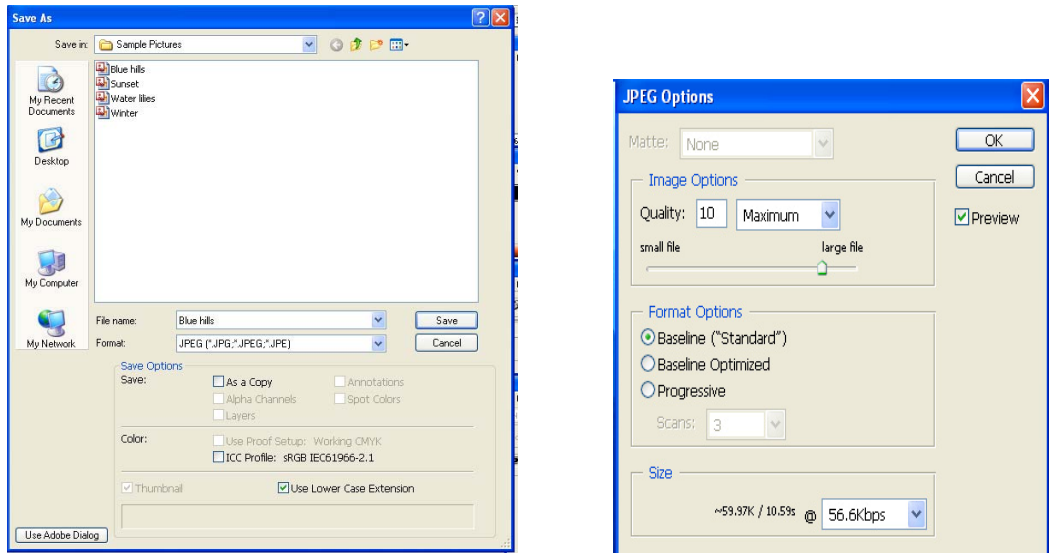 Save As
Save in: Sample Pictures
My Recent Documents
Desktop
My Documents
My Computer
My Network
Blue hills
Sunset
Water lilies
Winter
File name: Blue hills Save
Format: JPEG (*.JPG;*.JPEG;*.JPE) Cancel
Save Options
Save: As a Copy Annotations
Alpha Channels Spot Colors
Layers
Color: Use Proof Setup: Working CMYK
ICC Profile: sRGB IEC61966-2.1
Thumbnail Use Lower Case Extension
Use Adobe Dialog
JPEG Options
Matte: None OK
Cancel
Image Options
Quality: 10 Maximum Preview
small file large file
Format Options
Baseline ("Standard")
Baseline Optimized
Progressive
Scans: 3
Size
~59.97K / 10.59s @ 56.6Kbps